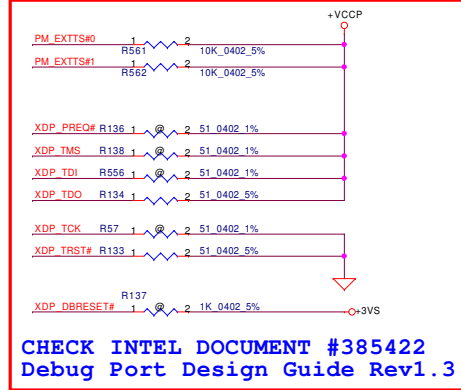 +VCCP
PM_EXTTS#0 1 2
R561 10K_0402_5%
PM_EXTTS#1 1 2
R562 10K_0402_5%
XDP_PREQ# R136 1 @ 2 51_0402_1%
XDP_TMS R138 1 @ 2 51_0402_1%
XDP_TDI R556 1 @ 2 51_0402_1%
XDP_TDO R134 1 2 51_0402_5%
XDP_TCK R57 1 @ 2 51_0402_1%
XDP_TRST# R133 1 2 51_0402_5%
R137
XDP_DBRESET# 1 @ 2 1K_0402_5% +3VS
CHECK INTEL DOCUMENT #385422
Debug Port Design Guide Rev1.3